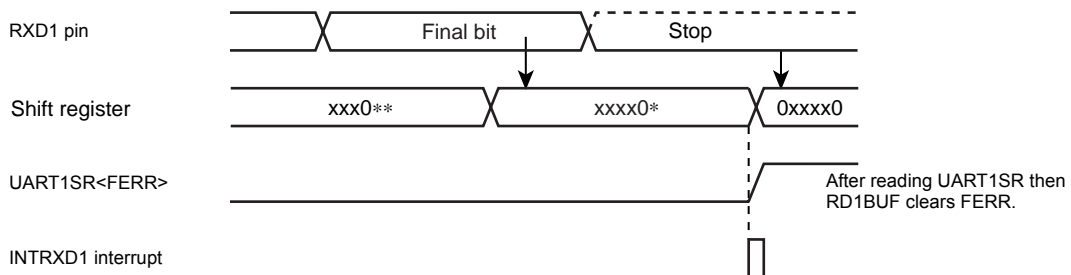 RXD1 pin
Final bit
Stop
Shift register
xxx0**
xxxx0*
0xxxx0
UART1SR<FERR>
After reading UART1SR then
RD1BUF clears FERR.
INTRXD1 interrupt